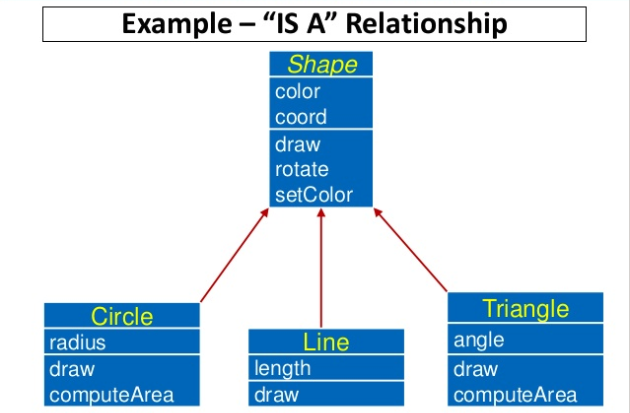 Example – “IS A” Relationship
Shape
color
coord
draw
rotate
setColor
Circle
radius
draw
computeArea
Line
length
draw
Triangle
angle
draw
computeArea